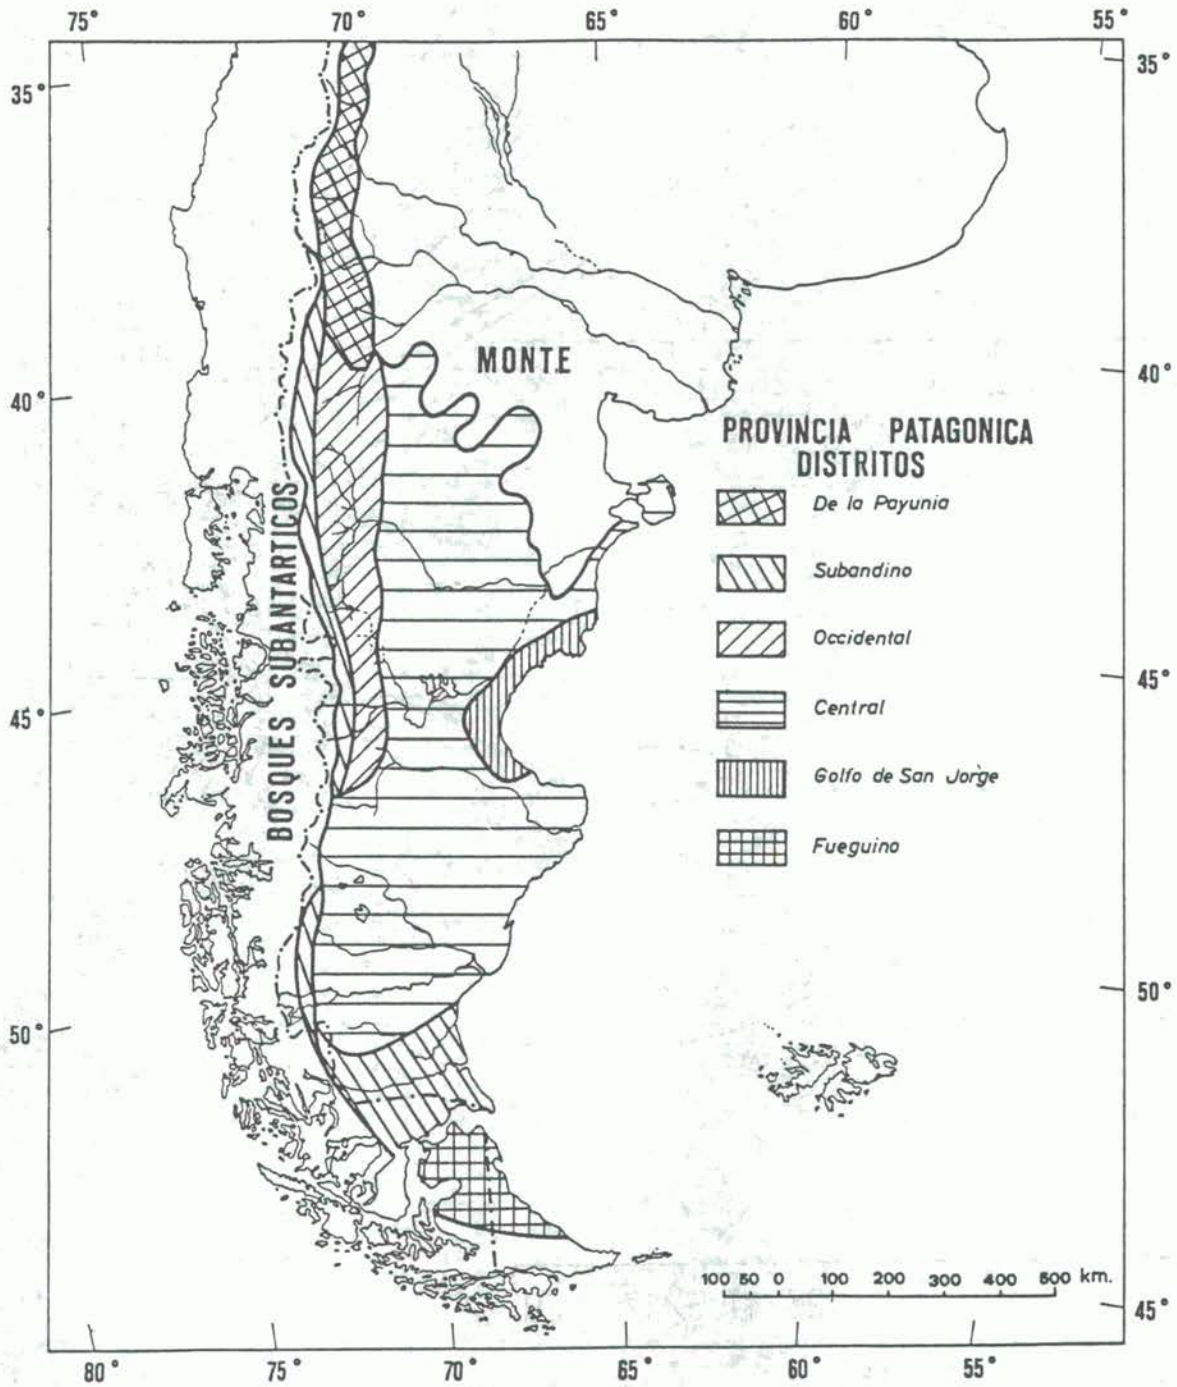 75° 70° 65° 60° 55°
35° 35°
MONTE
40° 40°
PROVINCIA PATAGONICA
DISTRITOS
De la Payunia
Subandino
Occidental
Central
Golfo de San Jorge
Fueguino
BOSQUES SUBANTARTICOS
45° 45°
50° 50°
100 50 0 100 200 300 400 500 km.
45°
80° 75° 70° 65° 60° 55°